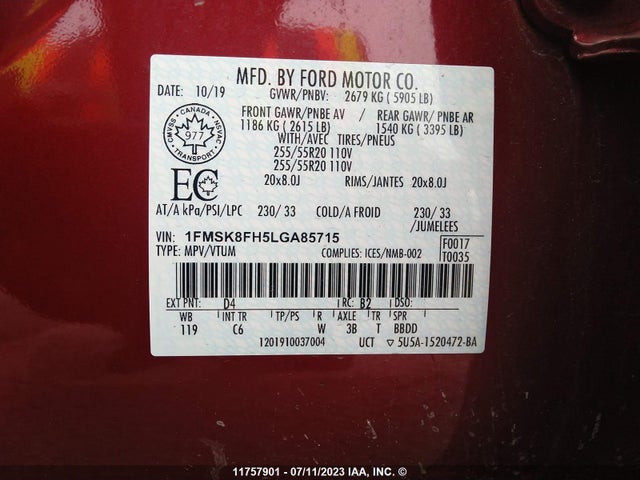 MFD. BY FORD MOTOR CO.
DATE: 10/19 GVWR/PNBV: 2679 KG ( 5905 LB)
FRONT GAWR/PNBE AV / REAR GAWR/ PNBE AR
1186 KG ( 2615 LB) 1540 KG ( 3395 LB)
WITH/AVEC TIRES/PNEUS
255/55R20 110V
255/55R20 110V
20x8.0J RIMS/JANTES 20x8.0J
CMVSS · CANADA · NSVAC
977
TRANSPORT
EC
AT/A kPa/PSI/LPC 230/ 33 COLD/A FROID 230/ 33
/JUMELEES
VIN: 1FMSK8FH5LGA85715
TYPE: MPV/VTUM COMPLIES: ICES/NMB-002
F0017
T0035
EXT PNT: D4 RC: B2 DSO:
WB INT TR TP/PS R AXLE TR SPR
119 C6 W 3B T BBDD
1201910037004 UCT ▽ 5U5A-1520472-BA
11757901 - 07/11/2023 IAA, INC. ©